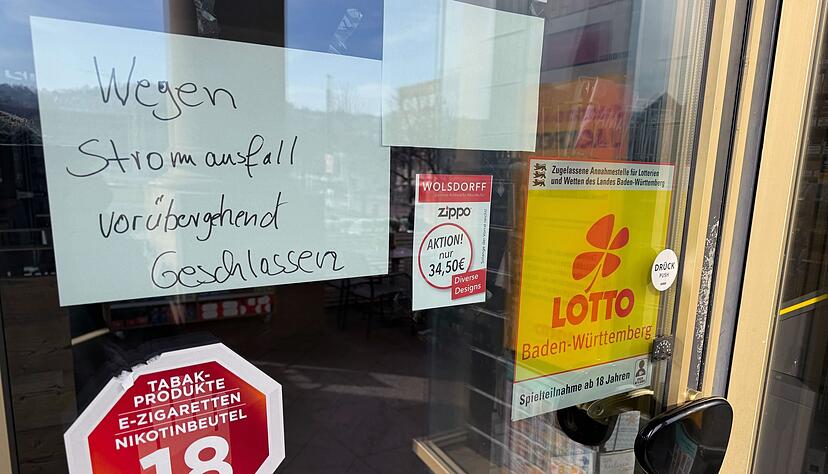 Wegen
Stromausfall
vorübergehend
Geschlossen
WOLSDORFF
zippo
AKTION!
nur
34,50€
Diverse
Designs
Zugelassene Annahmestelle für Lotterien
und Wetten des Landes Baden-Württemberg
LOTTO
Baden-Württemberg
Spielteilnahme ab 18 Jahren
DRÜCK
PUSH
TABAK-
PRODUKTE
E-ZIGARETTEN
NIKOTINBEUTEL
18